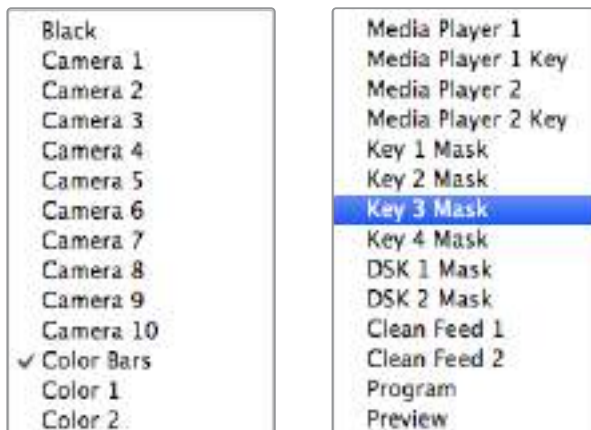 Black
Camera 1
Camera 2
Camera 3
Camera 4
Camera 5
Camera 6
Camera 7
Camera 8
Camera 9
Camera 10
✓ Color Bars
Color 1
Color 2
Media Player 1
Media Player 1 Key
Media Player 2
Media Player 2 Key
Key 1 Mask
Key 2 Mask
Key 3 Mask
Key 4 Mask
DSK 1 Mask
DSK 2 Mask
Clean Feed 1
Clean Feed 2
Program
Preview